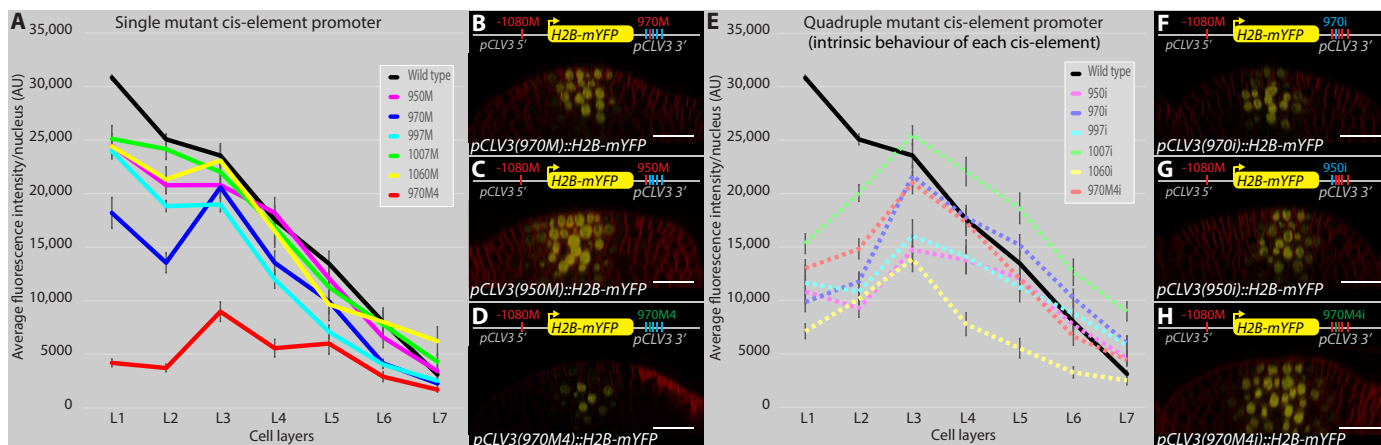 A
Single mutant cis-element promoter
Average fluorescence intensity/nucleus (AU)
35,000
30,000
25,000
20,000
15,000
10,000
5000
0
L1 L2 L3 L4 L5 L6 L7
Cell layers
Wild type
950M
970M
997M
1007M
1060M
970M4
B
-1080M
970M
H2B-mYFP
pCLV3 5’
pCLV3 3’
pCLV3(970M)::H2B-mYFP
C
-1080M
950M
H2B-mYFP
pCLV3 5’
pCLV3 3’
pCLV3(950M)::H2B-mYFP
D
-1080M
970M4
H2B-mYFP
pCLV3 5’
pCLV3 3’
pCLV3(970M4)::H2B-mYFP
E
Quadruple mutant cis-element promoter
(intrinsic behaviour of each cis-element)
Average fluorescence intensity/nucleus (AU)
35,000
30,000
25,000
20,000
15,000
10,000
5000
0
L1 L2 L3 L4 L5 L6 L7
Cell layers
Wild type
950i
970i
997i
1007i
1060i
970M4i
F
-1080M
970i
H2B-mYFP
pCLV3 5’
pCLV3 3’
pCLV3(970i)::H2B-mYFP
G
-1080M
950i
H2B-mYFP
pCLV3 5’
pCLV3 3’
pCLV3(950i)::H2B-mYFP
H
-1080M
970M4i
H2B-mYFP
pCLV3 5’
pCLV3 3’
pCLV3(970M4i)::H2B-mYFP